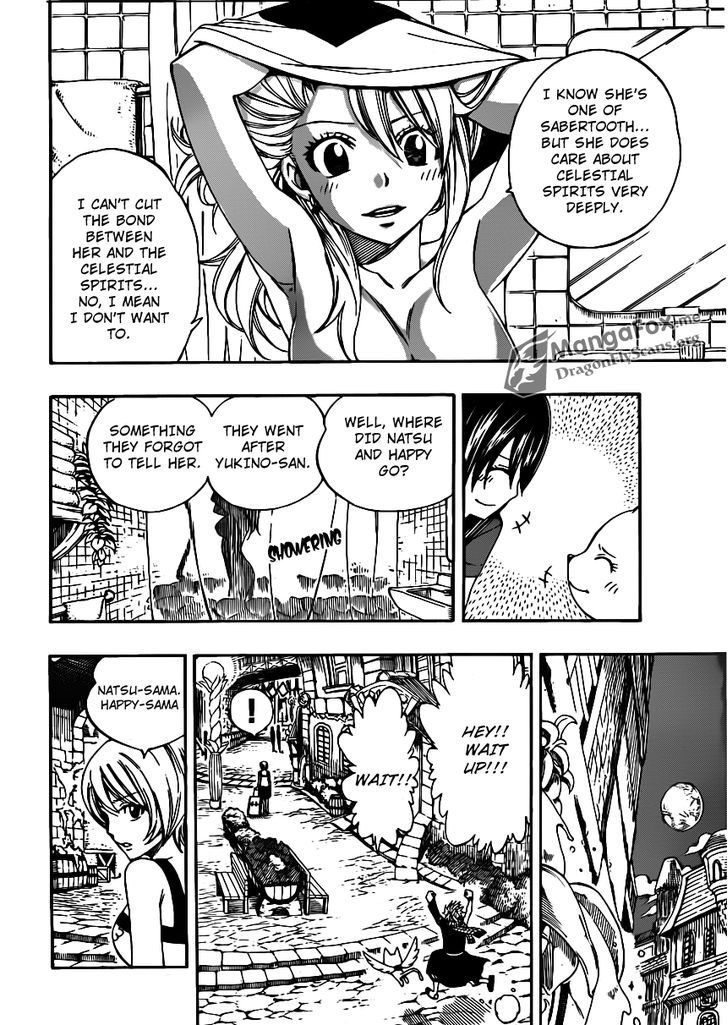 I KNOW SHE'S
ONE OF
SABERTOOTH...
BUT SHE DOES
CARE ABOUT
CELESTIAL
SPIRITS VERY
DEEPLY.
I CAN'T CUT
THE BOND
BETWEEN
HER AND THE
CELESTIAL
SPIRITS...
NO, I MEAN
I DON'T WANT
TO.
MangaFox.me
DragonFlyScans.org
WELL, WHERE
DID NATSU
AND HAPPY
GO?
THEY WENT
AFTER
YUKINO-SAN.
SOMETHING
THEY FORGOT
TO TELL HER.
SHOWERING
HEY!!
WAIT
UP!!!
WAIT!!
!
NATSU-SAMA.
HAPPY-SAMA